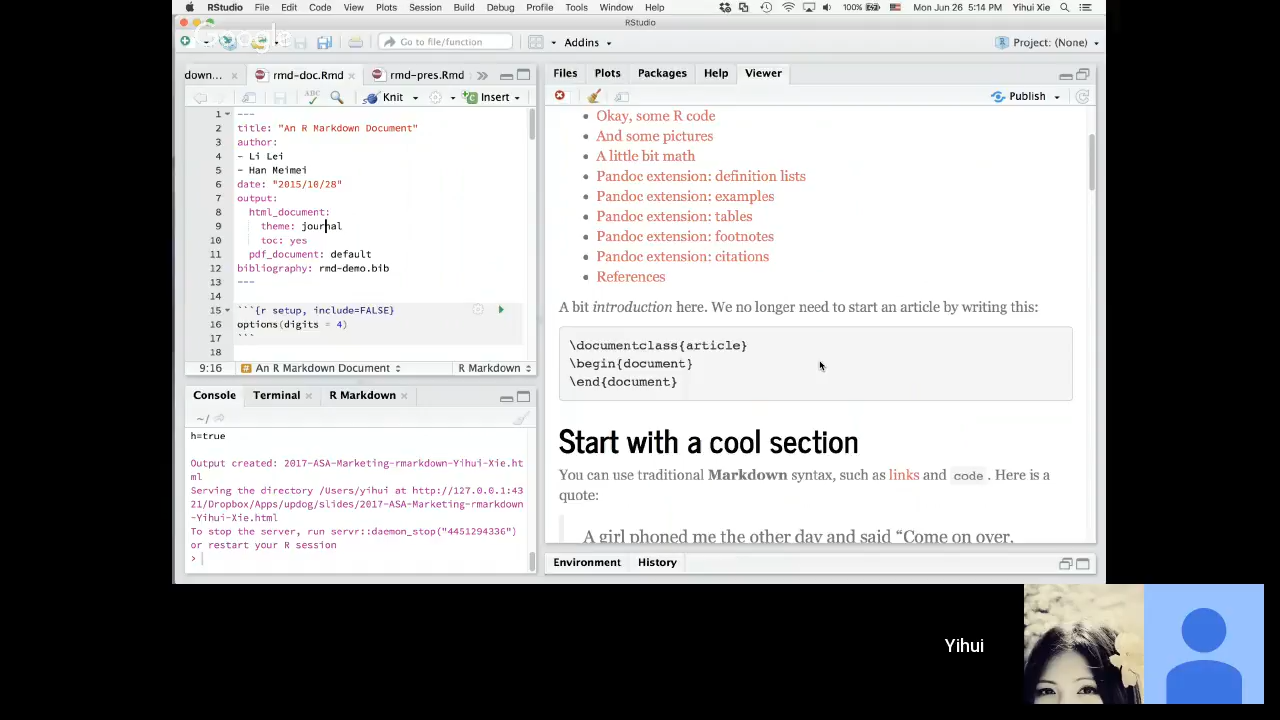 RStudio File Edit Code View Plots Session Build Debug Profile Tools Window Help 100% Mon Jun 26 5:14 PM Yihui Xie
RStudio
Google
Go to file/function Addins Project: (None)
down... rmd-doc.Rmd rmd-pres.Rmd
ABC Knit Insert
1 ---
2 title: "An R Markdown Document"
3 author:
4 - Li Lei
5 - Han Meimei
6 date: "2015/10/28"
7 output:
8 html_document:
9 theme: journal
10 toc: yes
11 pdf_document: default
12 bibliography: rmd-demo.bib
13 ---
14
15 ```{r setup, include=FALSE}
16 options(digits = 4)
17 ```
18
9:16 # An R Markdown Document R Markdown
Console Terminal R Markdown
~/
h=true
Output created: 2017-ASA-Marketing-rmarkdown-Yihui-Xie.ht
ml
Serving the directory /Users/yihui at http://127.0.0.1:43
21/Dropbox/Apps/updog/slides/2017-ASA-Marketing-rmarkdown
-Yihui-Xie.html
To stop the server, run servr::daemon_stop("4451294336")
or restart your R session
>
Files Plots Packages Help Viewer
Publish
Okay, some R code
And some pictures
A little bit math
Pandoc extension: definition lists
Pandoc extension: examples
Pandoc extension: tables
Pandoc extension: footnotes
Pandoc extension: citations
References
A bit introduction here. We no longer need to start an article by writing this:
\documentclass{article}
\begin{document}
\end{document}
Start with a cool section
You can use traditional Markdown syntax, such as links and code . Here is a
quote:
A girl phoned me the other day and said “Come on over,
Environment History
Yihui